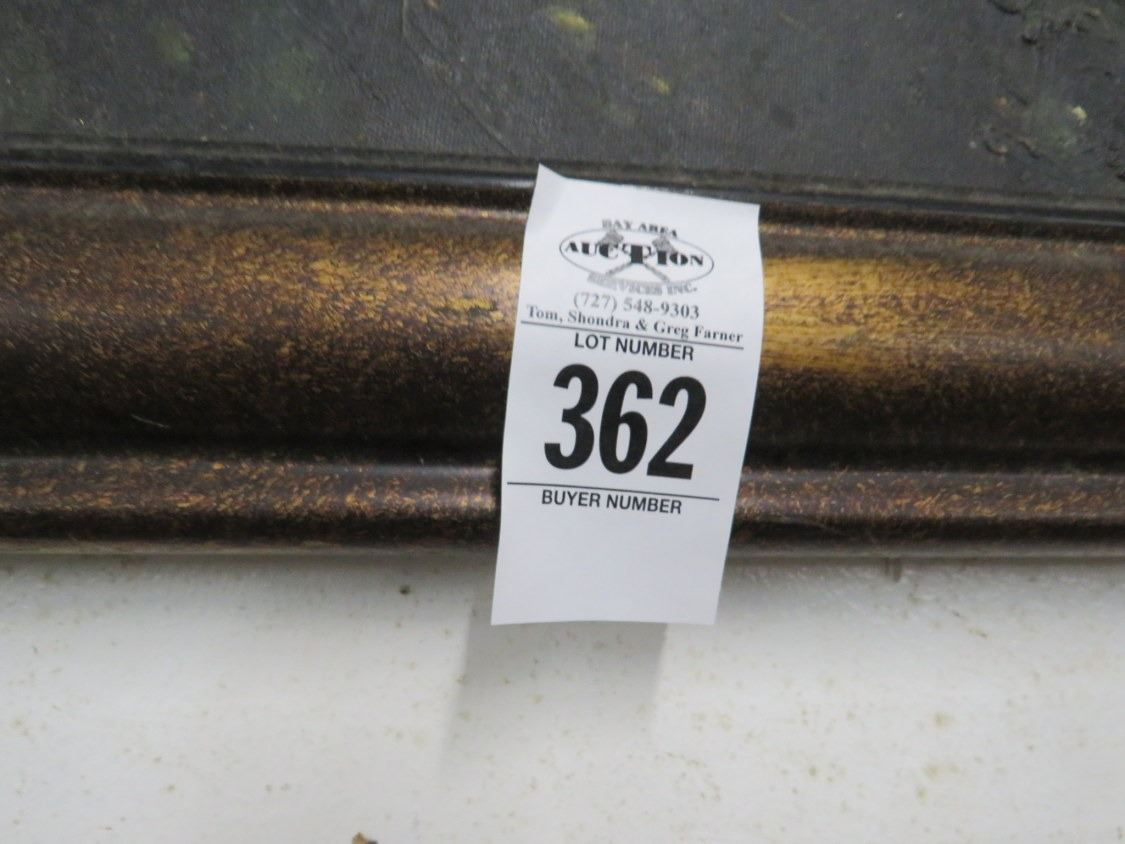 BAY AREA
AUCTION
SERVICES INC.
(727) 548-9303
Tom, Shondra & Greg Farner
LOT NUMBER
362
BUYER NUMBER